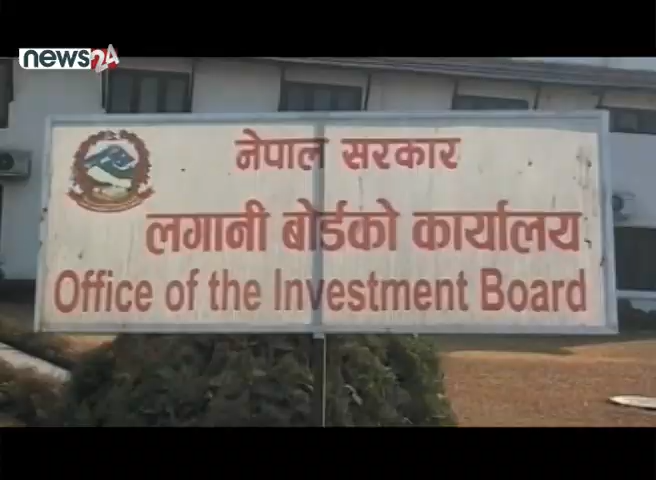 news24
नेपाल सरकार
लगानी बोर्डको कार्यालय
Office of the Investment Board